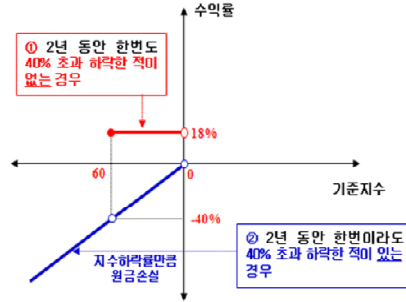 수익률
① 2년 동안 한번도
40% 초과 하락한 적이
없는 경우
18%
60
0
기준지수
-40%
지수하락률만큼
원금손실
② 2년 동안 한번이라도
40% 초과 하락한 적이 있는
경우